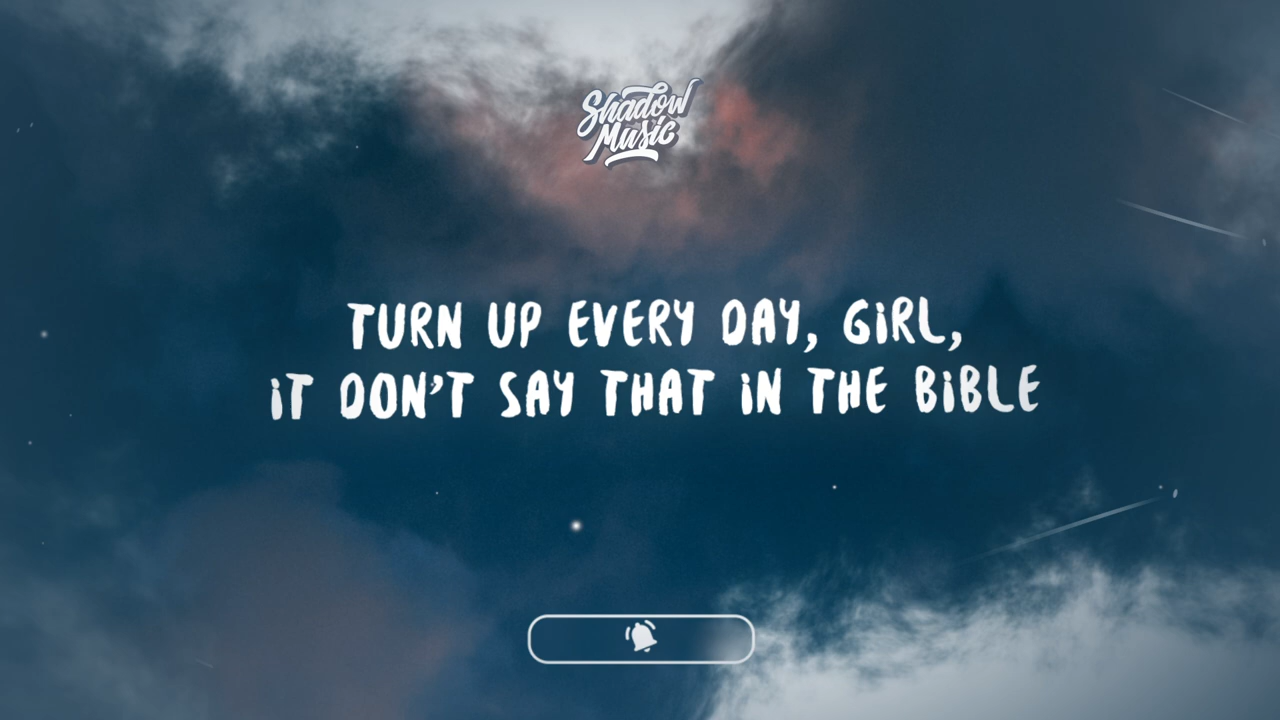 Shadow
Music
TURN UP EVERY DAY, GiRL,
iT DON'T SAY THAT iN THE BiBLE